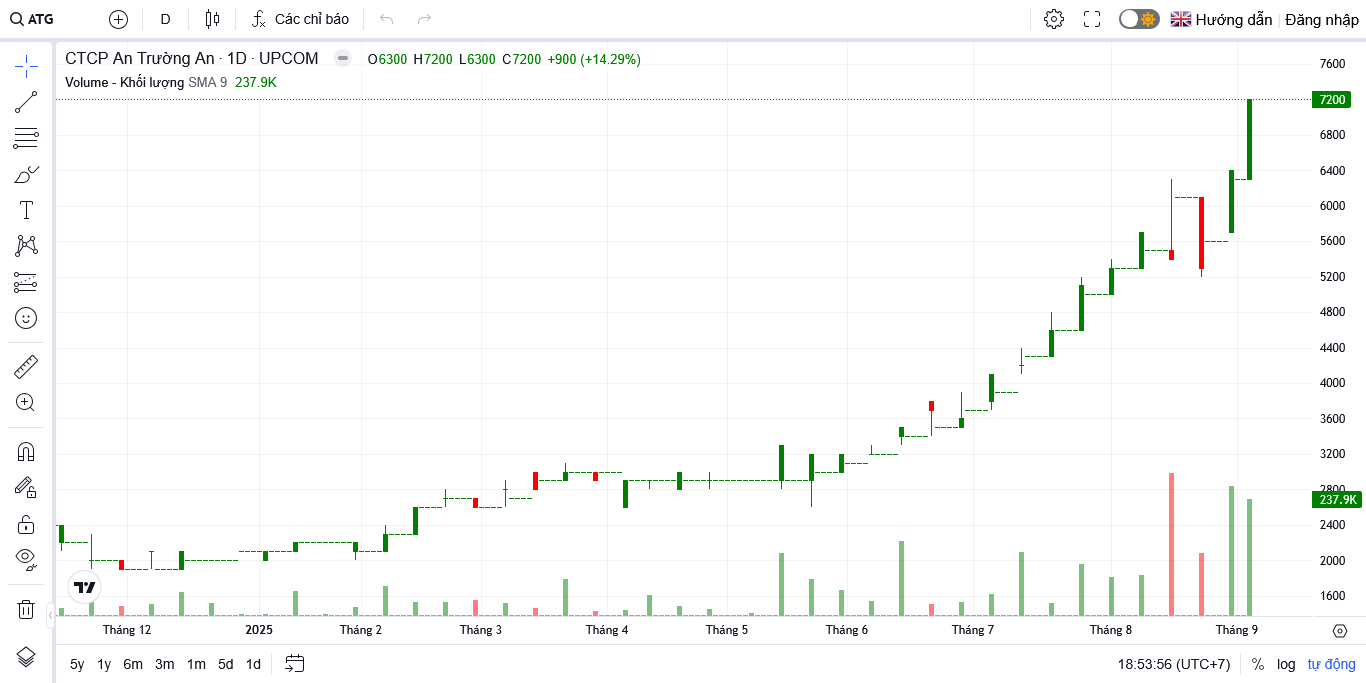 ATG D Các chỉ báo Hướng dẫn Đăng nhập
CTCP An Trường An · 1D · UPCOM O6300 H7200 L6300 C7200 +900 (+14.29%)
Volume - Khối lượng SMA 9 237.9K
7600
7200
6800
6400
6000
5600
5200
4800
4400
4000
3600
3200
2800
237.9K
2400
2000
1600
Tháng 12 2025 Tháng 2 Tháng 3 Tháng 4 Tháng 5 Tháng 6 Tháng 7 Tháng 8 Tháng 9
5y 1y 6m 3m 1m 5d 1d 18:53:56 (UTC+7) % log tự động